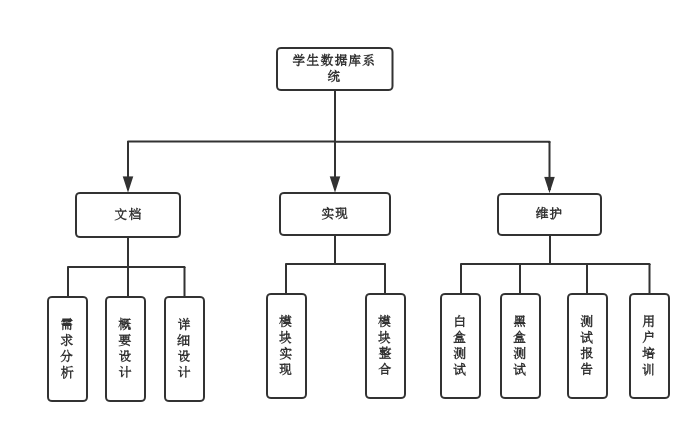 学生数据库系
统
文档
实现
维护
需求分析
概要设计
详细设计
模块实现
模块整合
白盒测试
黑盒测试
测试报告
用户培训